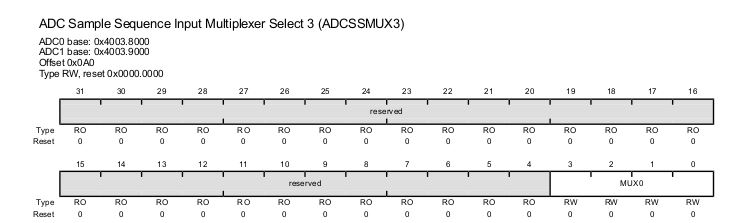 ADC Sample Sequence Input Multiplexer Select 3 (ADCSSMUX3)
ADC0 base: 0x4003.8000
ADC1 base: 0x4003.9000
Offset 0x0A0
Type RW, reset 0x0000.0000
31 30 29 28 27 26 25 24 23 22 21 20 19 18 17 16
reserved
Type RO RO RO RO RO RO RO RO RO RO RO RO RO RO RO RO
Reset 0 0 0 0 0 0 0 0 0 0 0 0 0 0 0 0
15 14 13 12 11 10 9 8 7 6 5 4 3 2 1 0
reserved MUX0
Type RO RO RO RO RO RO RO RO RO RO RO RO RW RW RW RW
Reset 0 0 0 0 0 0 0 0 0 0 0 0 0 0 0 0